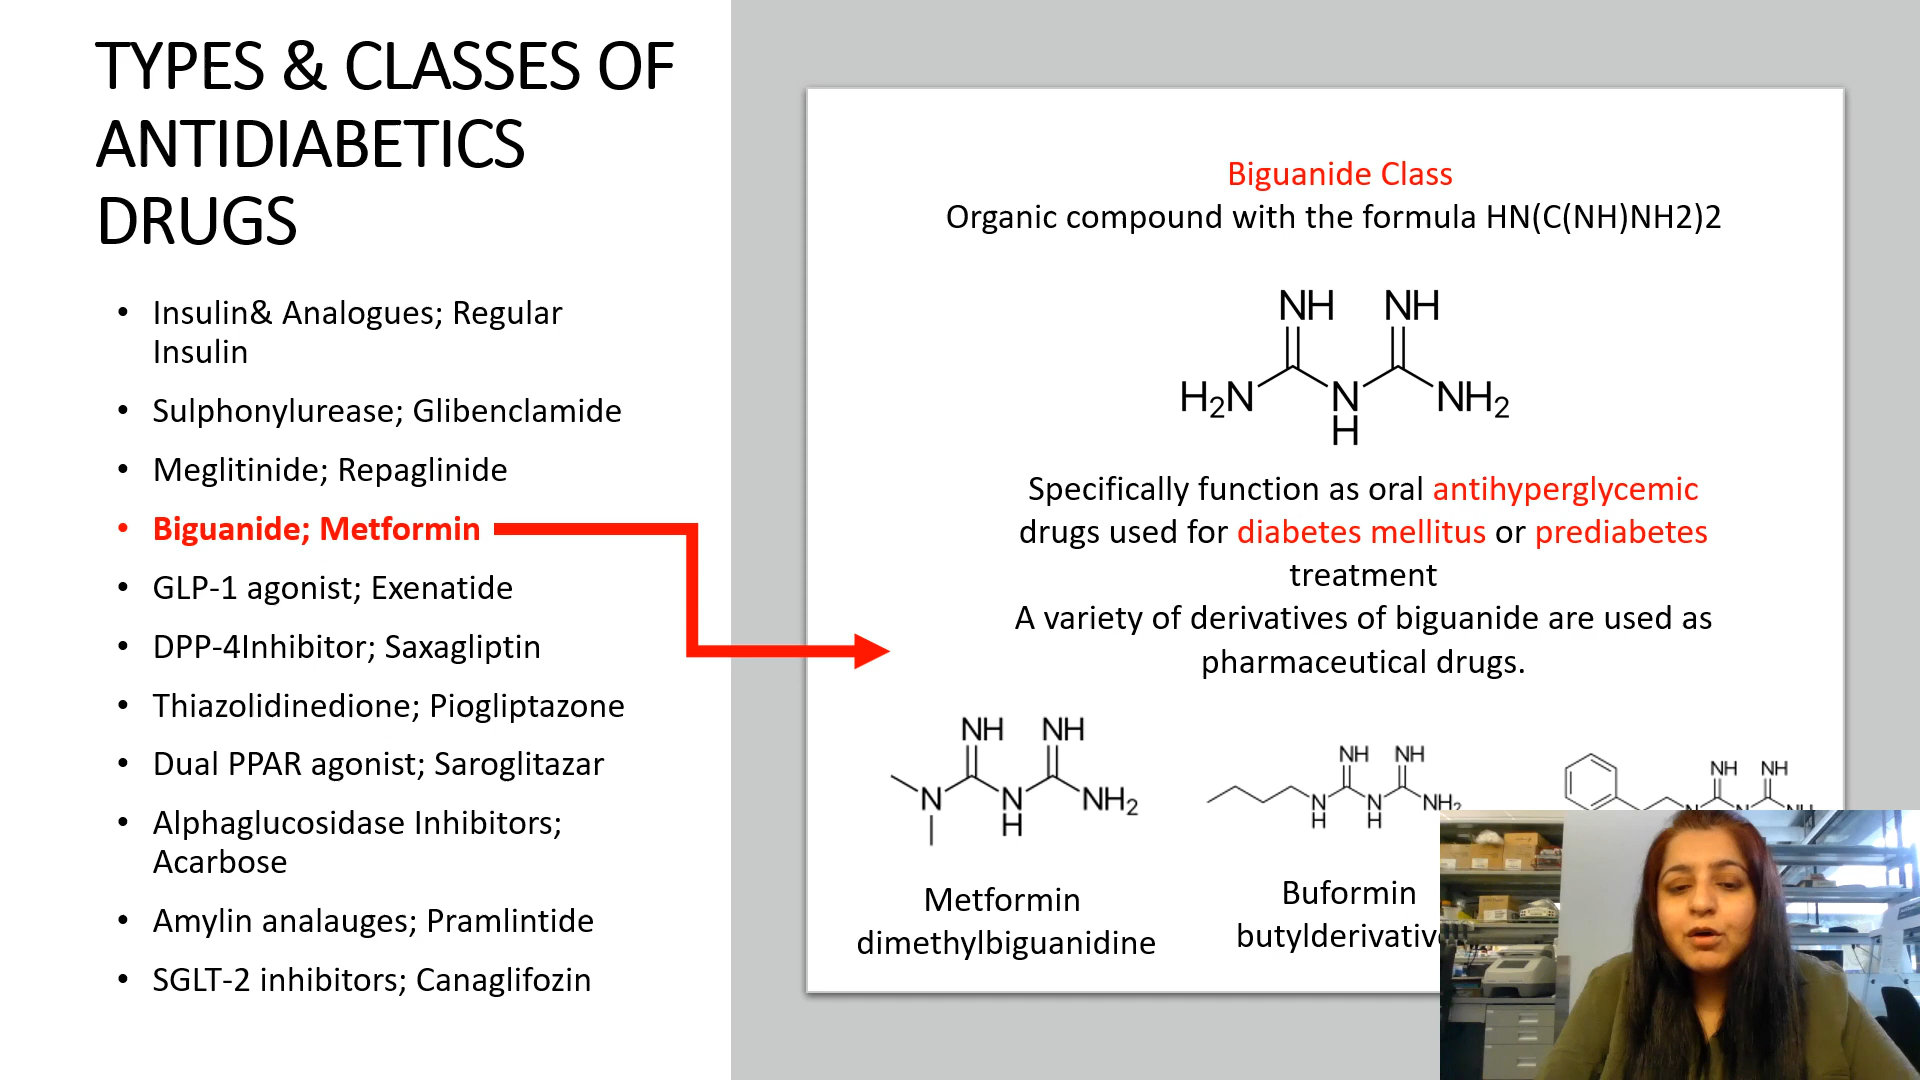 TYPES & CLASSES OF
ANTIDIABETICS
DRUGS
• Insulin& Analogues; Regular
Insulin
• Sulphonylurease; Glibenclamide
• Meglitinide; Repaglinide
• Biguanide; Metformin
• GLP-1 agonist; Exenatide
• DPP-4Inhibitor; Saxagliptin
• Thiazolidinedione; Piogliptazone
• Dual PPAR agonist; Saroglitazar
• Alphaglucosidase Inhibitors;
Acarbose
• Amylin analauges; Pramlintide
• SGLT-2 inhibitors; Canaglifozin
Biguanide Class
Organic compound with the formula HN(C(NH)NH2)2
NH NH
H₂N N NH₂
H
Specifically function as oral antihyperglycemic
drugs used for diabetes mellitus or prediabetes
treatment
A variety of derivatives of biguanide are used as
pharmaceutical drugs.
NH NH
N N NH₂
H
NH NH
N N NH₂
H H
NH NH
Metformin
dimethylbiguanidine
Buformin
butylderivative